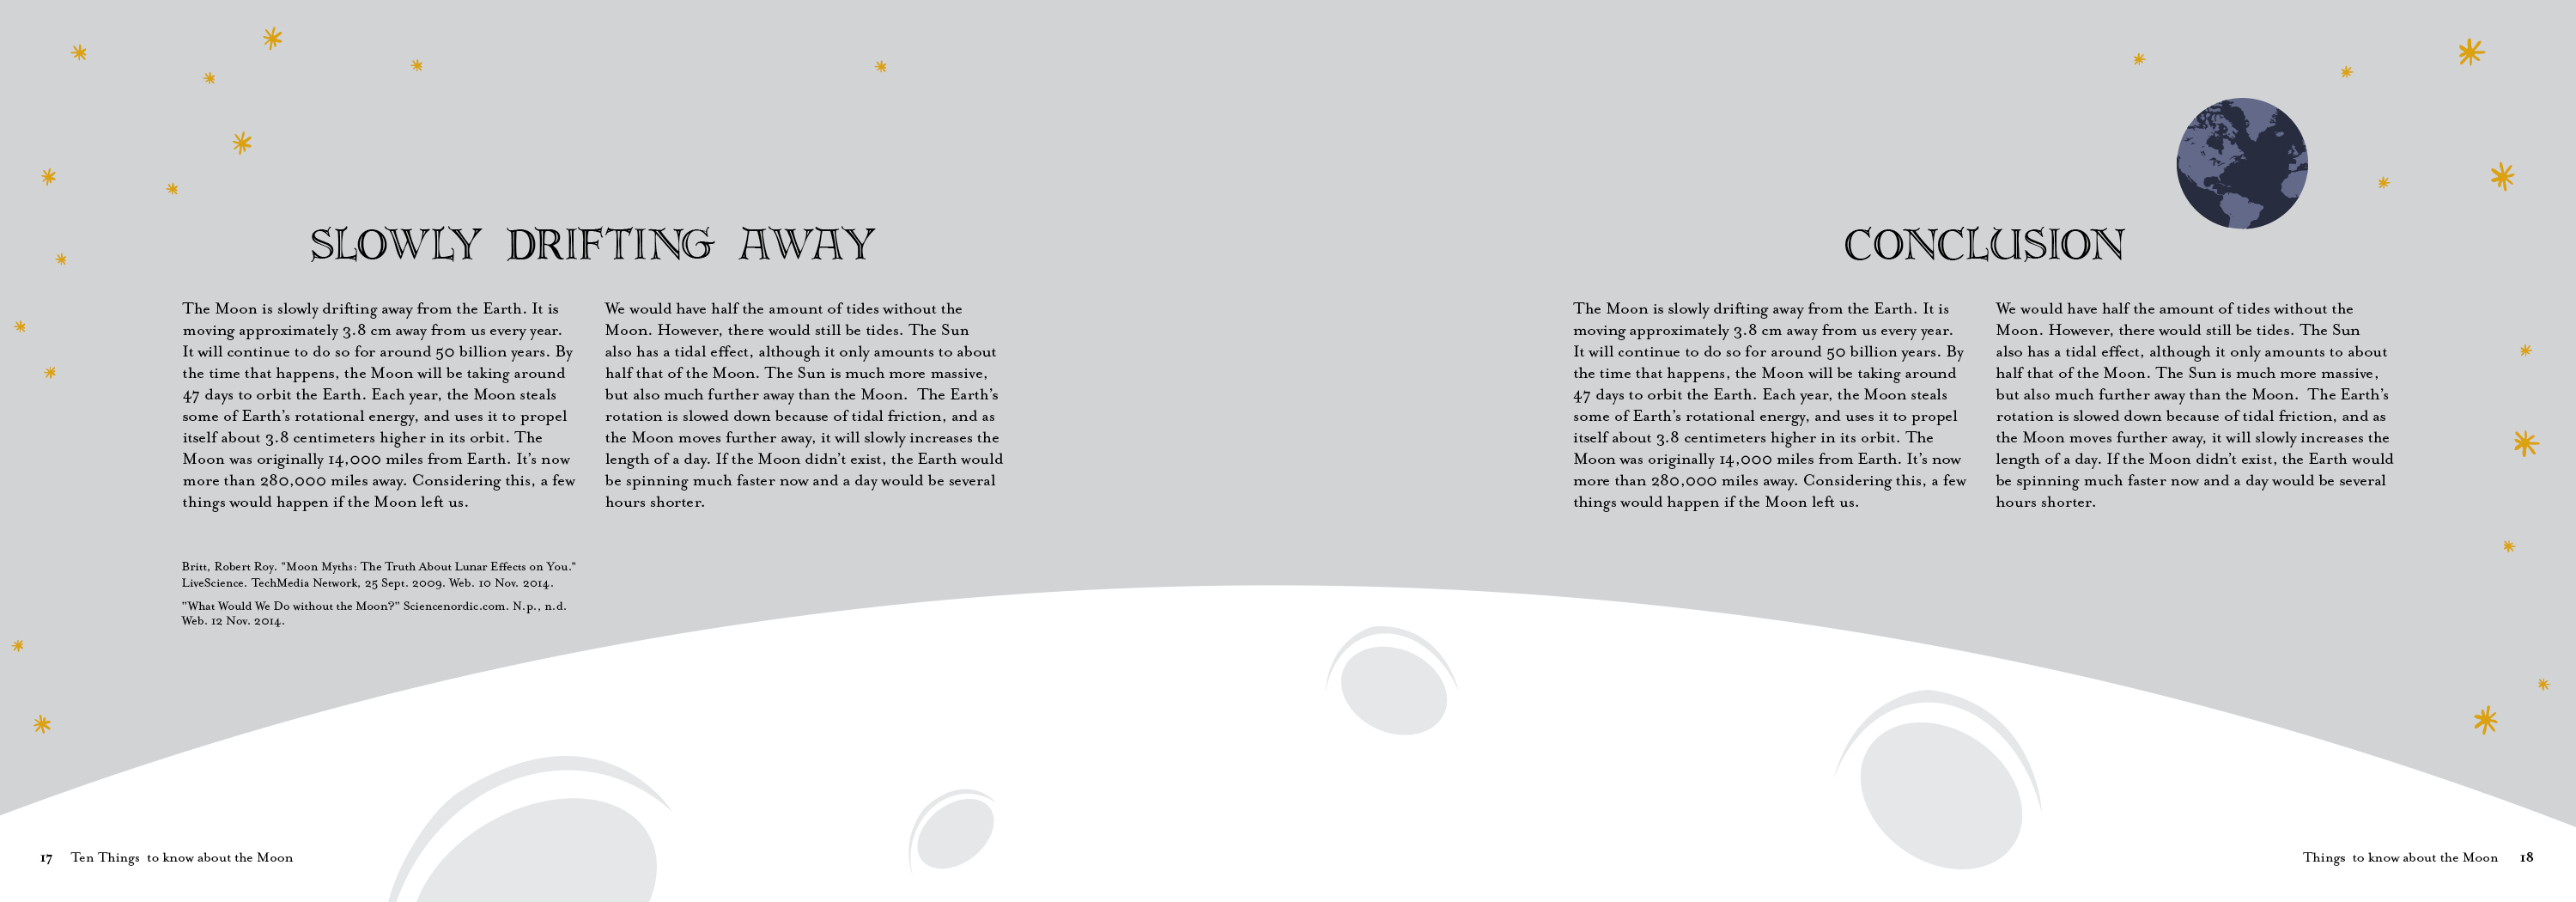 SLOWLY DRIFTING AWAY
The Moon is slowly drifting away from the Earth. It is
moving approximately 3.8 cm away from us every year.
It will continue to do so for around 50 billion years. By
the time that happens, the Moon will be taking around
47 days to orbit the Earth. Each year, the Moon steals
some of Earth's rotational energy, and uses it to propel
itself about 3.8 centimeters higher in its orbit. The
Moon was originally 14,000 miles from Earth. It's now
more than 280,000 miles away. Considering this, a few
things would happen if the Moon left us.
We would have half the amount of tides without the
Moon. However, there would still be tides. The Sun
also has a tidal effect, although it only amounts to about
half that of the Moon. The Sun is much more massive,
but also much further away than the Moon.  The Earth's
rotation is slowed down because of tidal friction, and as
the Moon moves further away, it will slowly increases the
length of a day. If the Moon didn't exist, the Earth would
be spinning much faster now and a day would be several
hours shorter.
Britt, Robert Roy. "Moon Myths: The Truth About Lunar Effects on You."
LiveScience. TechMedia Network, 25 Sept. 2009. Web. 10 Nov. 2014.
"What Would We Do without the Moon?" Sciencenordic.com. N.p., n.d.
Web. 12 Nov. 2014.
17 Ten Things  to know about the Moon
CONCLUSION
The Moon is slowly drifting away from the Earth. It is
moving approximately 3.8 cm away from us every year.
It will continue to do so for around 50 billion years. By
the time that happens, the Moon will be taking around
47 days to orbit the Earth. Each year, the Moon steals
some of Earth's rotational energy, and uses it to propel
itself about 3.8 centimeters higher in its orbit. The
Moon was originally 14,000 miles from Earth. It's now
more than 280,000 miles away. Considering this, a few
things would happen if the Moon left us.
We would have half the amount of tides without the
Moon. However, there would still be tides. The Sun
also has a tidal effect, although it only amounts to about
half that of the Moon. The Sun is much more massive,
but also much further away than the Moon.  The Earth's
rotation is slowed down because of tidal friction, and as
the Moon moves further away, it will slowly increases the
length of a day. If the Moon didn't exist, the Earth would
be spinning much faster now and a day would be several
hours shorter.
Things  to know about the Moon 18